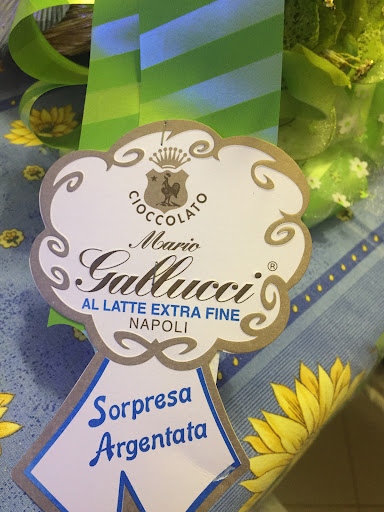 CIOCCOLATO
Mario
Gallucci®
AL LATTE EXTRA FINE
NAPOLI
Sorpresa
Argentata